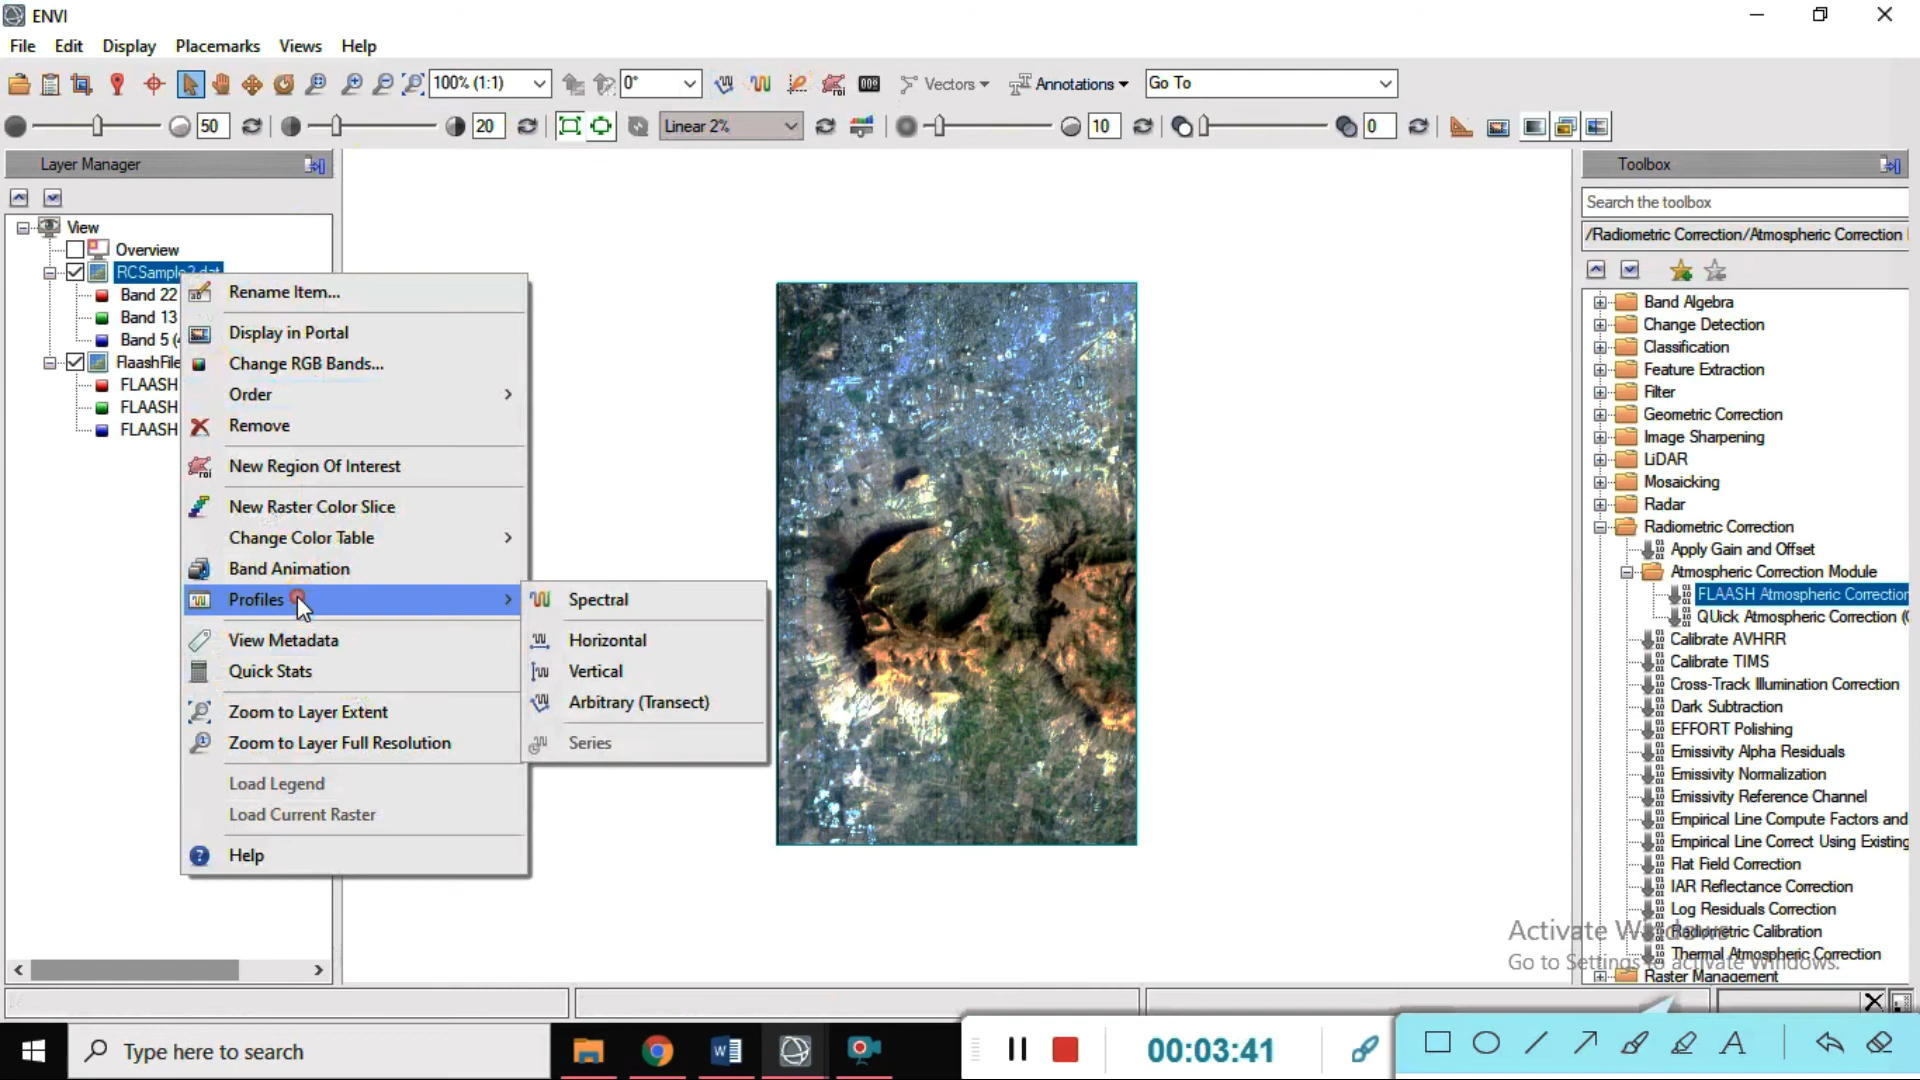 ENVI
File Edit Display Placemarks Views Help
100% (1:1) 0° Vectors Annotations Go To
50 20 Linear 2% 10 0
Layer Manager
View
Overview
RCSample2.dat
Band 22
Band 13
Band 5
FlaashFile
FLAASH
FLAASH
FLAASH
Rename Item...
Display in Portal
Change RGB Bands...
Order
Remove
New Region Of Interest
roi
New Raster Color Slice
Change Color Table
Band Animation
Profiles
View Metadata
Quick Stats
Zoom to Layer Extent
Zoom to Layer Full Resolution
Load Legend
Load Current Raster
Help
Spectral
Horizontal
Vertical
Arbitrary (Transect)
Series
Toolbox
Search the toolbox
/Radiometric Correction/Atmospheric Correction
Band Algebra
Change Detection
Classification
Feature Extraction
Filter
Geometric Correction
Image Sharpening
LiDAR
Mosaicking
Radar
Radiometric Correction
Apply Gain and Offset
Atmospheric Correction Module
FLAASH Atmospheric Correction
QUick Atmospheric Correction (
Calibrate AVHRR
Calibrate TIMS
Cross-Track Illumination Correction
Dark Subtraction
EFFORT Polishing
Emissivity Alpha Residuals
Emissivity Normalization
Emissivity Reference Channel
Empirical Line Compute Factors and
Empirical Line Correct Using Existing
Flat Field Correction
IAR Reflectance Correction
Log Residuals Correction
Radiometric Calibration
Thermal Atmospheric Correction
Raster Management
Activate Windows
Go to Settings to activate Windows.
Type here to search
00:03:41